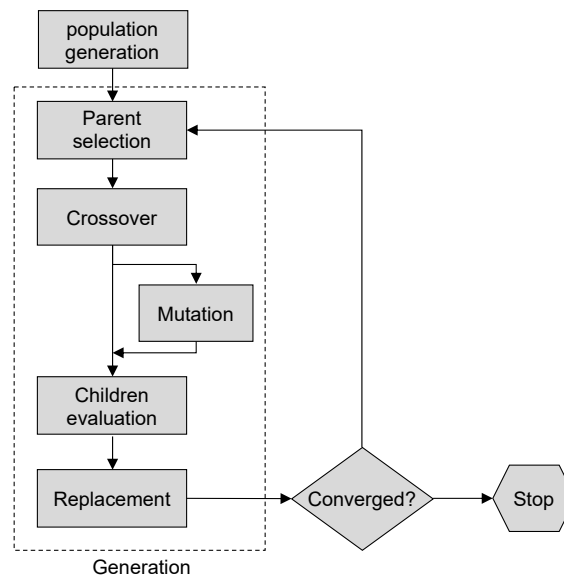 population
generation
Parent
selection
Crossover
Mutation
Children
evaluation
Replacement
Converged?
Stop
Generation